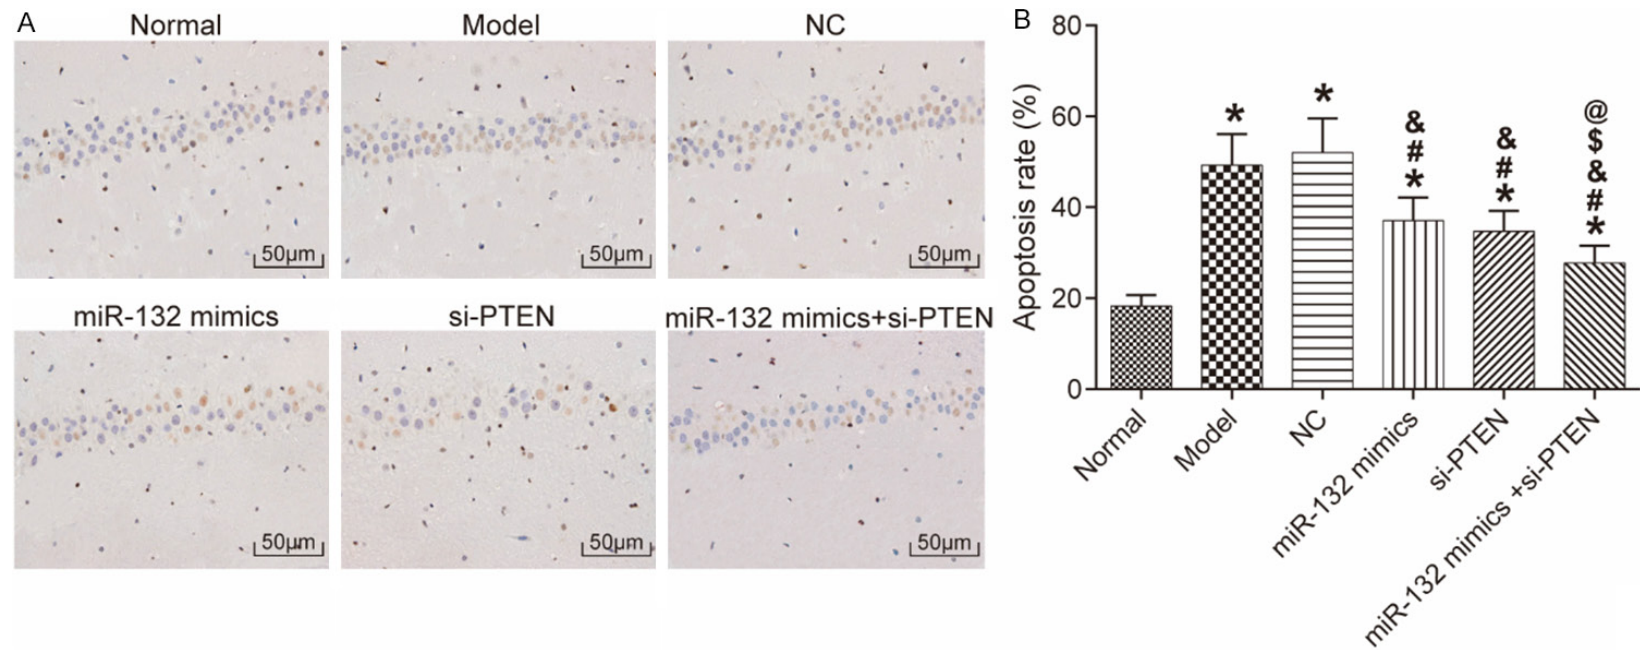 A
Normal
Model
NC
50μm
50μm
50μm
miR-132 mimics
si-PTEN
miR-132 mimics+si-PTEN
50μm
50μm
50μm
B
Apoptosis rate (%)
80
60
40
20
0
*
*
&
#
*
&
#
*
@
$
&
#
*
Normal
Model
NC
miR-132 mimics
si-PTEN
miR-132 mimics +si-PTEN